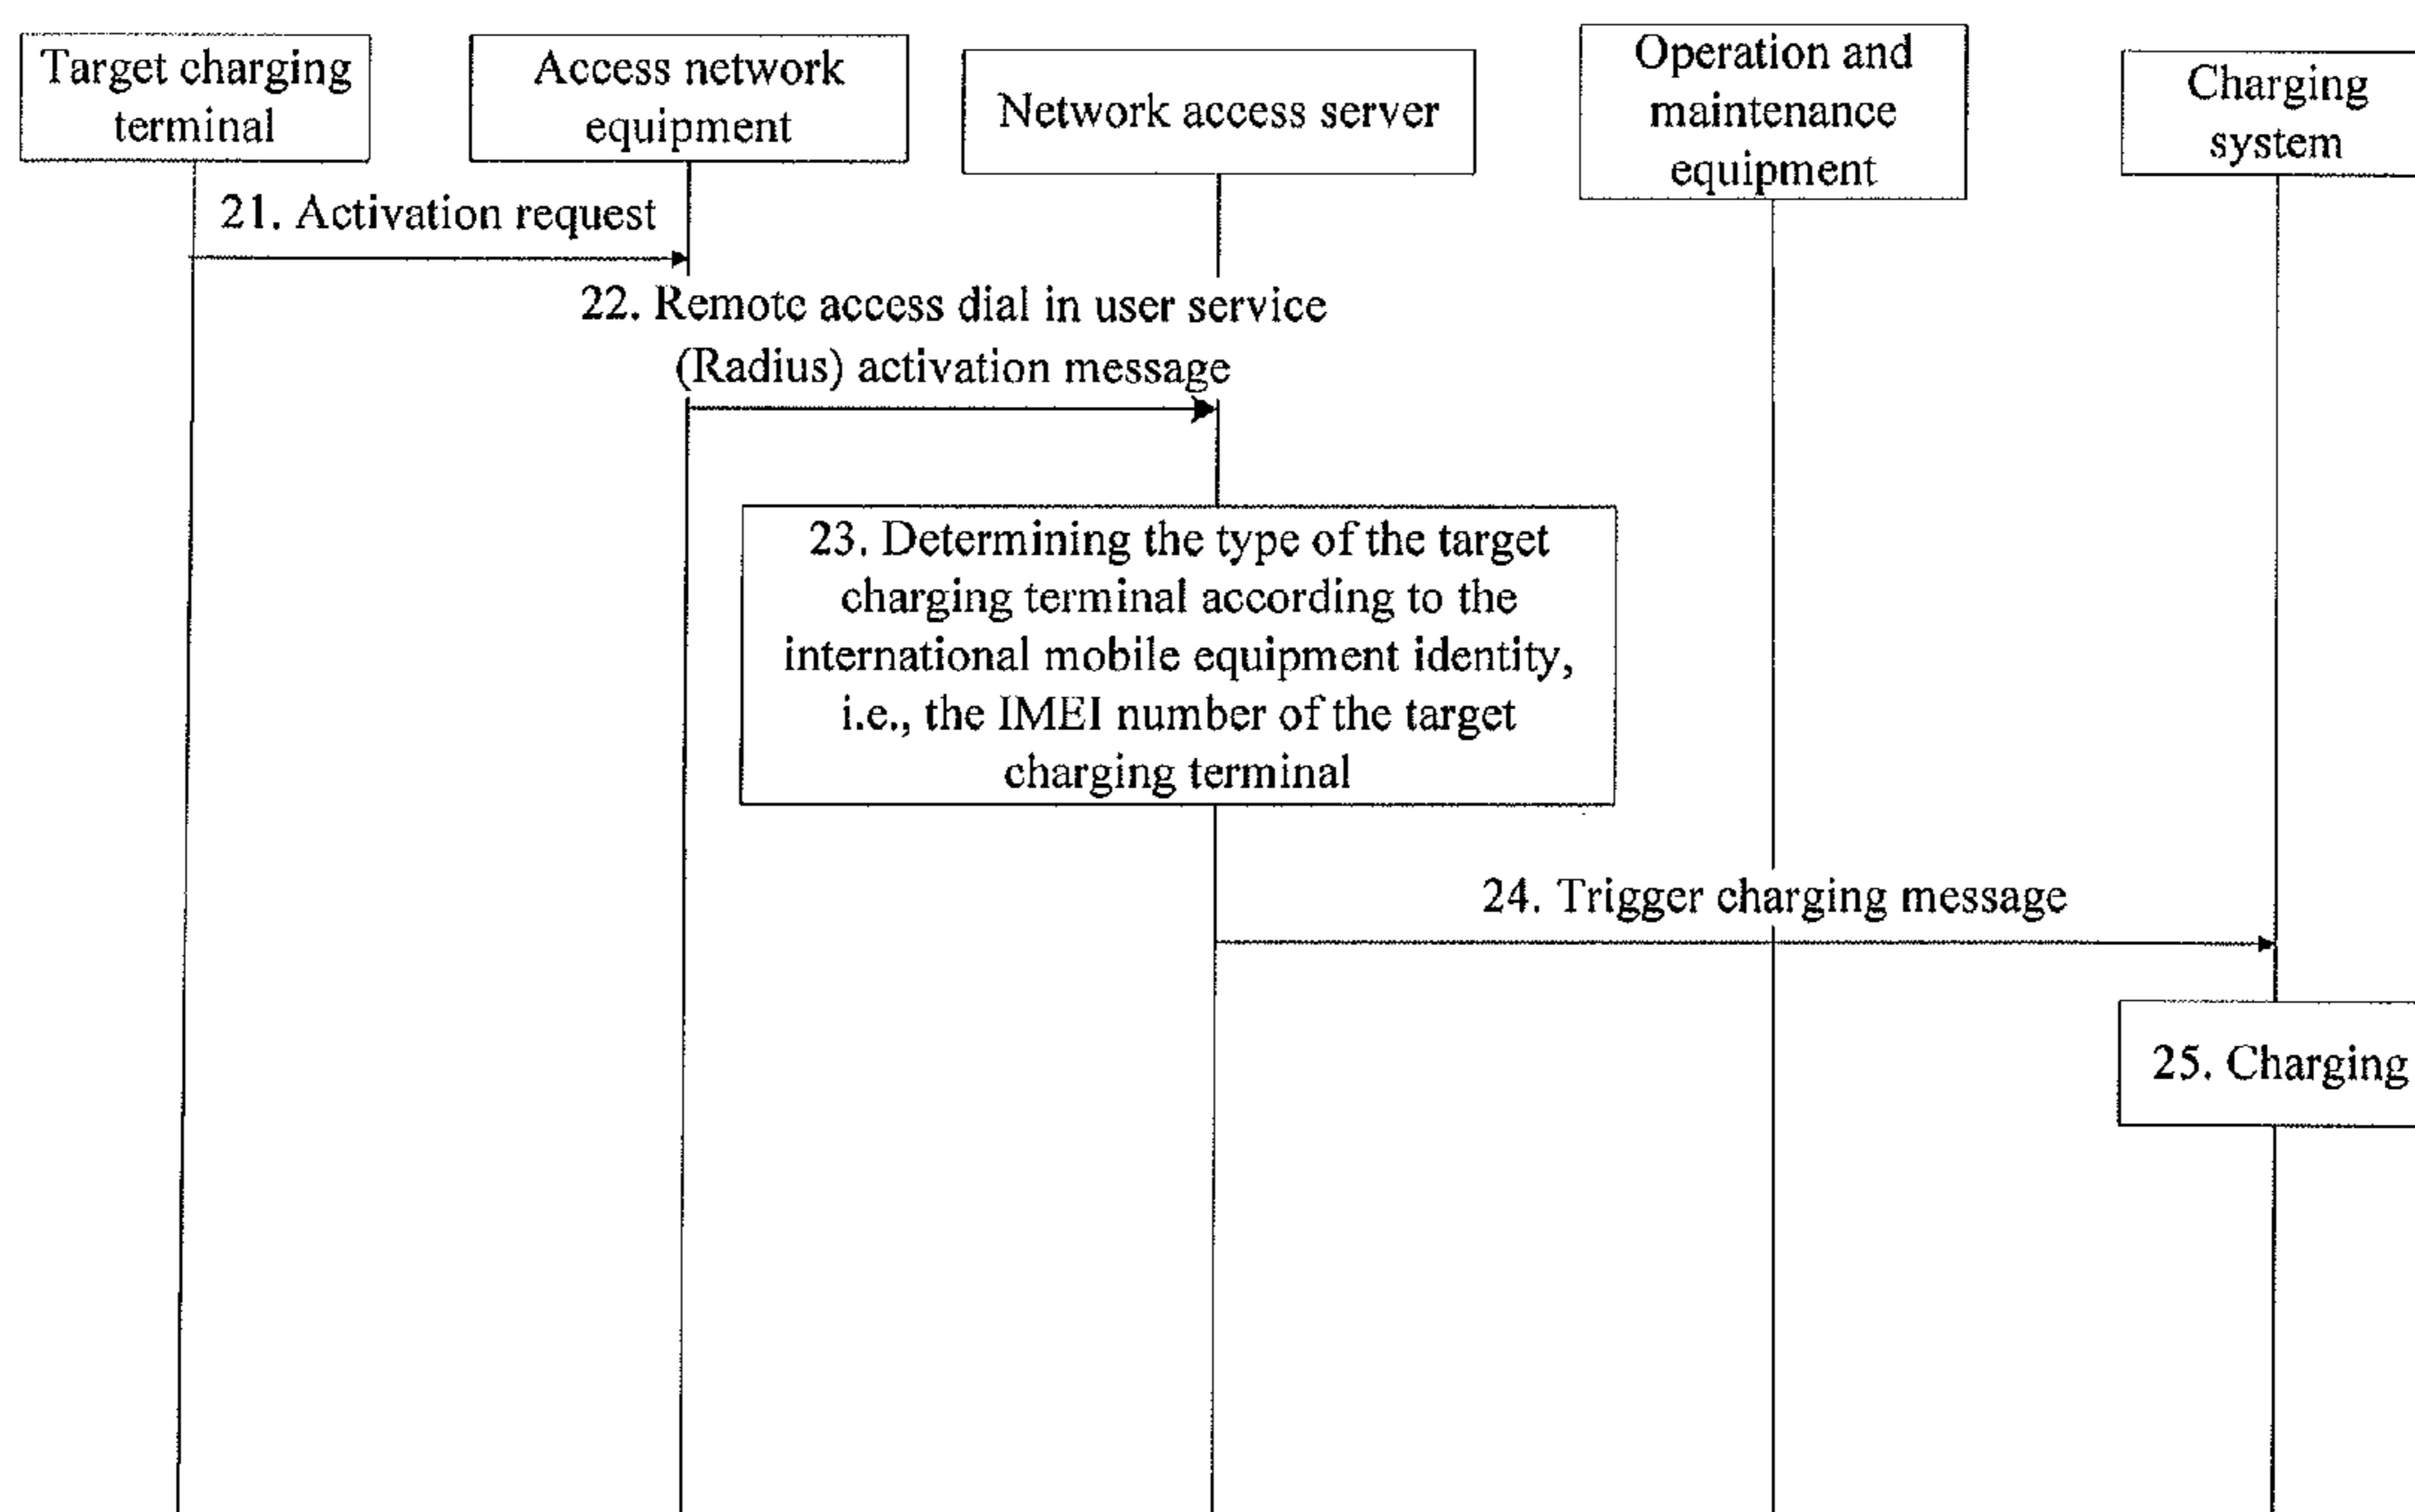 Target charging
terminal
Access network
equipment
Network access server
Operation and
maintenance
equipment
Charging
system
21. Activation request
22. Remote access dial in user service
(Radius) activation message
23. Determining the type of the target
charging terminal according to the
international mobile equipment identity,
i.e., the IMEI number of the target
charging terminal
24. Trigger charging message
25. Charging